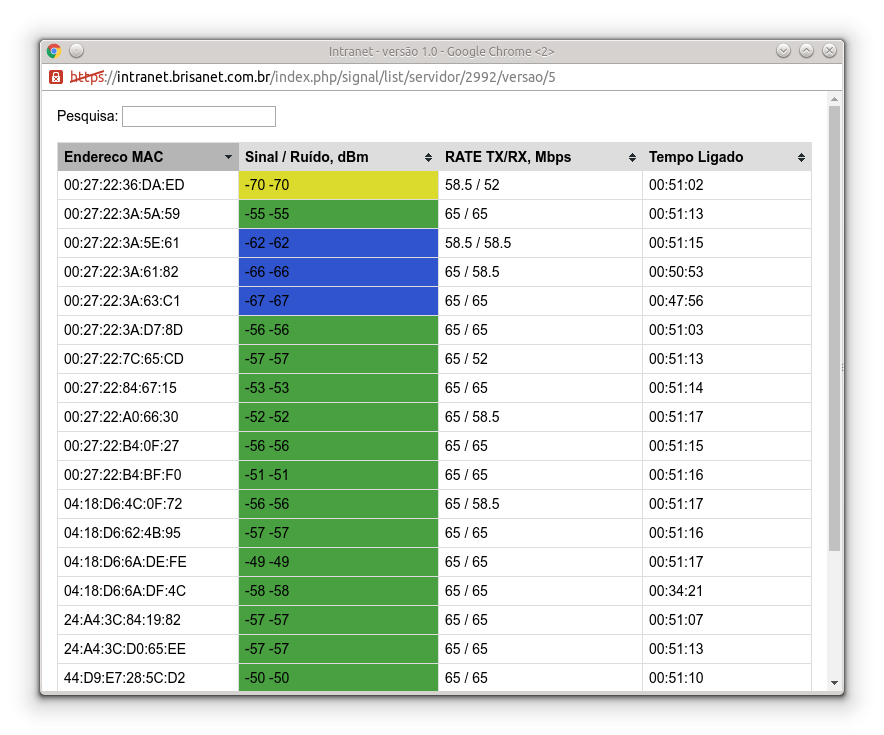 Intranet - versão 1.0 - Google Chrome <2>
https://intranet.brisanet.com.br/index.php/signal/list/servidor/2992/versao/5
Pesquisa:
Endereco MAC Sinal / Ruído, dBm RATE TX/RX, Mbps Tempo Ligado
00:27:22:36:DA:ED -70 -70 58.5 / 52 00:51:02
00:27:22:3A:5A:59 -55 -55 65 / 65 00:51:13
00:27:22:3A:5E:61 -62 -62 58.5 / 58.5 00:51:15
00:27:22:3A:61:82 -66 -66 65 / 58.5 00:50:53
00:27:22:3A:63:C1 -67 -67 65 / 65 00:47:56
00:27:22:3A:D7:8D -56 -56 65 / 65 00:51:03
00:27:22:7C:65:CD -57 -57 65 / 52 00:51:13
00:27:22:84:67:15 -53 -53 65 / 65 00:51:14
00:27:22:A0:66:30 -52 -52 65 / 58.5 00:51:17
00:27:22:B4:0F:27 -56 -56 65 / 65 00:51:15
00:27:22:B4:BF:F0 -51 -51 65 / 65 00:51:16
04:18:D6:4C:0F:72 -56 -56 65 / 58.5 00:51:17
04:18:D6:62:4B:95 -57 -57 65 / 65 00:51:16
04:18:D6:6A:DE:FE -49 -49 65 / 65 00:51:17
04:18:D6:6A:DF:4C -58 -58 65 / 65 00:34:21
24:A4:3C:84:19:82 -57 -57 65 / 65 00:51:07
24:A4:3C:D0:65:EE -57 -57 65 / 65 00:51:13
44:D9:E7:28:5C:D2 -50 -50 65 / 65 00:51:10